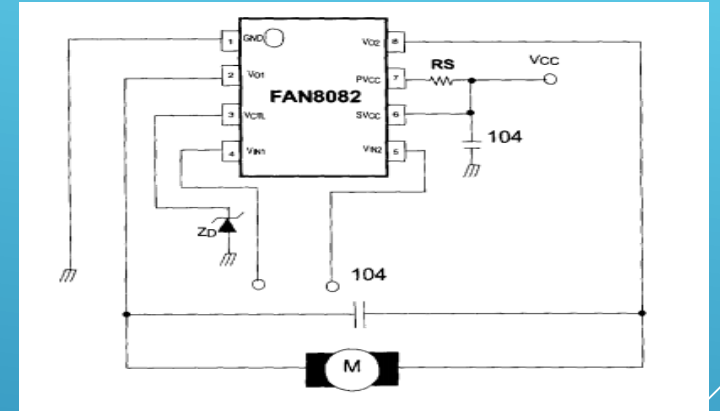 1 GND VO2 8
2 VO1 PVCC 7 RS VCC
FAN8082
3 VCTL SVCC 6
104
4 VIN1 VIN2 5
ZD
104
M